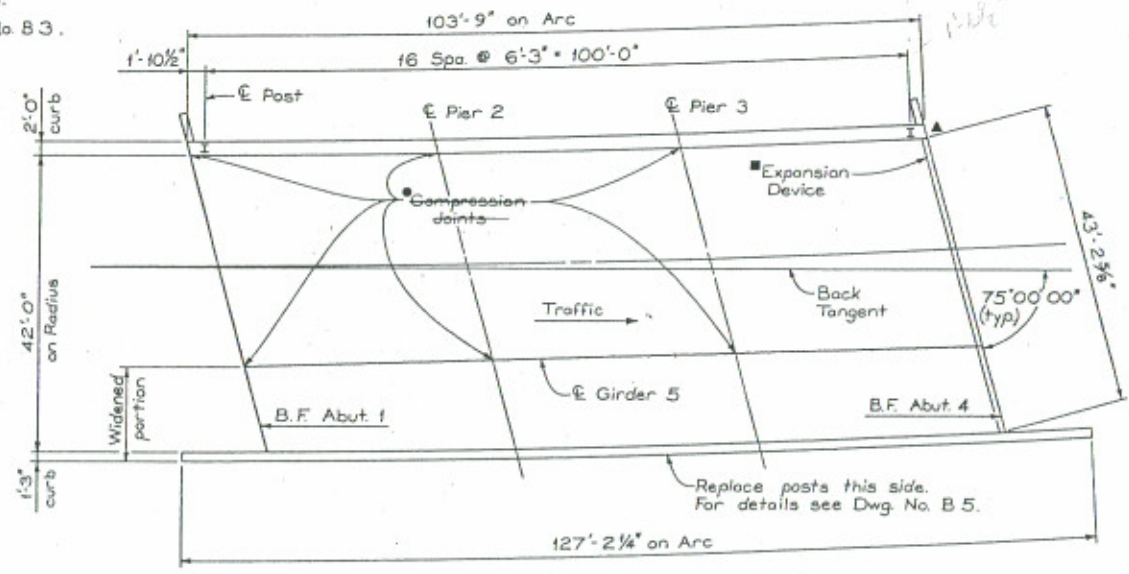 o. B 3.
103'-9" on Arc
1'-10½"
16 Spa. @ 6'-3" = 100'-0"
℄ Post
2'-0"
curb
℄ Pier 2
℄ Pier 3
■Expansion
Device
●Compression
Joints
43'-2⅝"
42'-0"
on Radius
Traffic
Back
Tangent
75°00'00"
(typ.)
℄ Girder 5
Widened
portion
B.F. Abut. 1
B.F. Abut. 4
1'-3"
curb
Replace posts this side.
For details see Dwg. No. B 5.
127'-2¼" on Arc